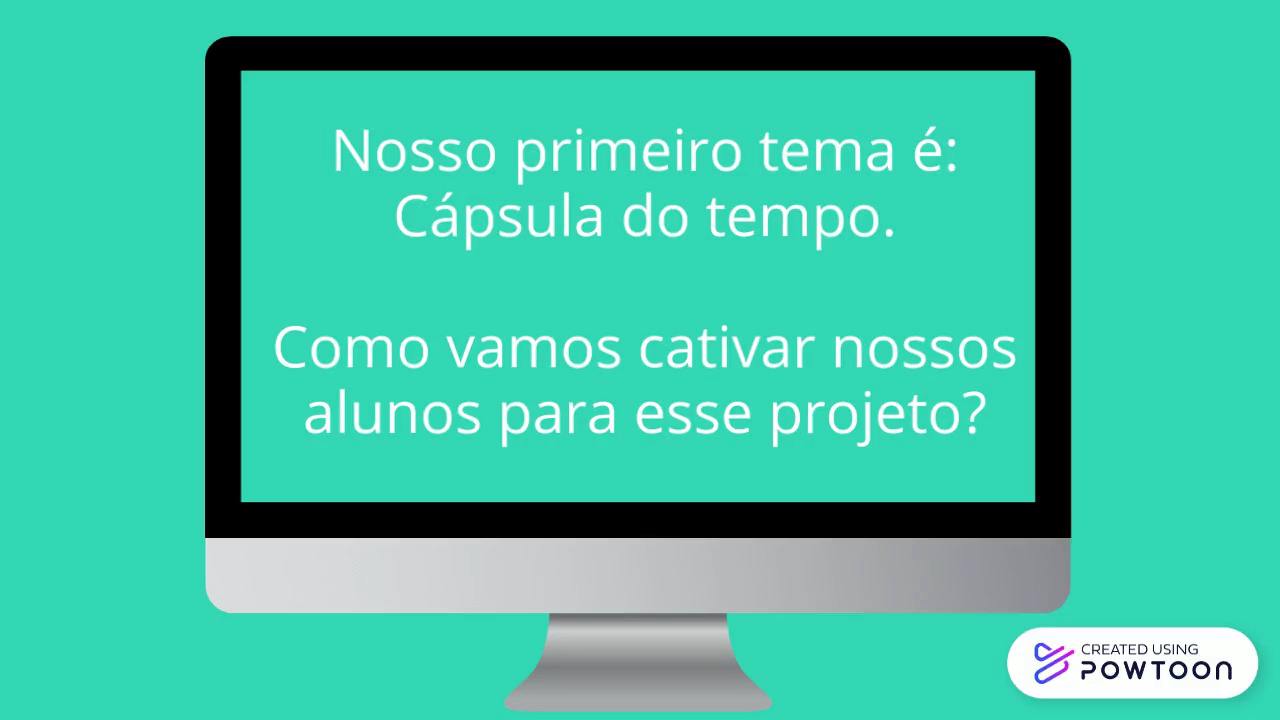 Nosso primeiro tema é:
Cápsula do tempo.
Como vamos cativar nossos
alunos para esse projeto?
CREATED USING
POWTOON